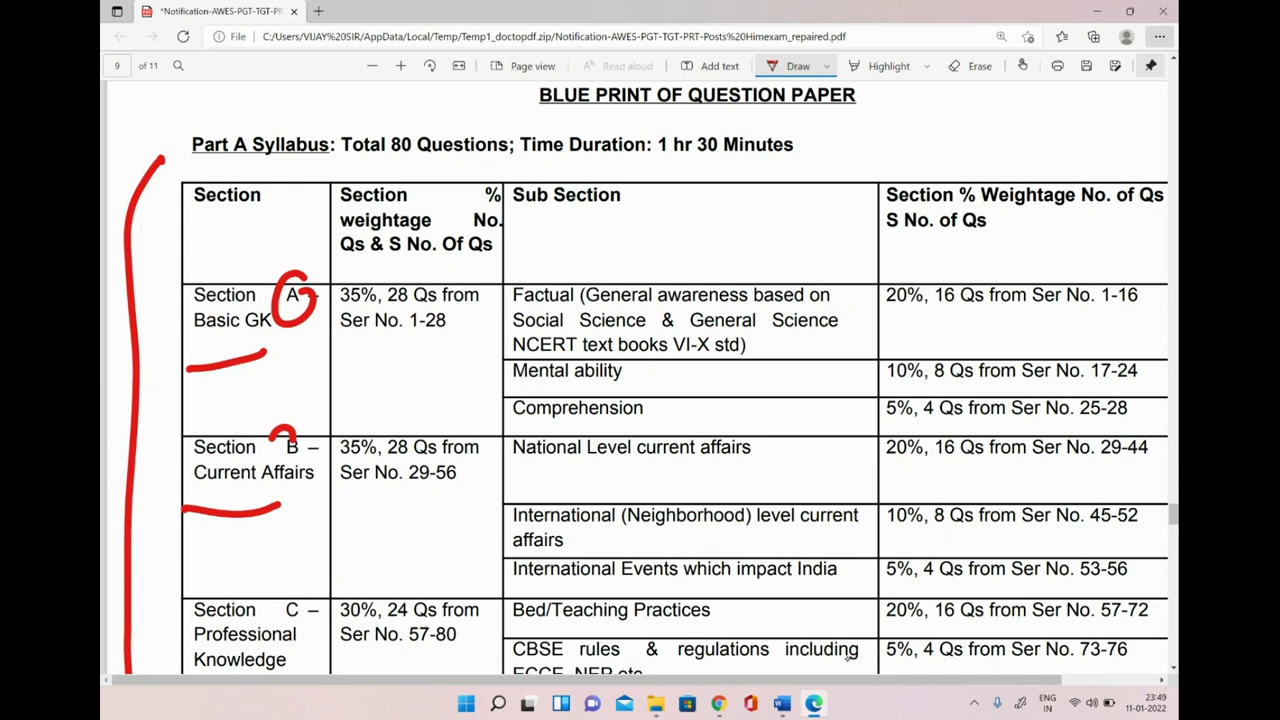 *Notification-AWES-PGT-TGT-PR
File
C:/Users/VIJAY%20SIR/AppData/Local/Temp/Temp1_doctopdf.zip/Notification-AWES-PGT-TGT-PRT-Posts%20Himexam_repaired.pdf
9 of 11
Page view
Read aloud
Add text
Draw
Highlight
Erase
BLUE PRINT OF QUESTION PAPER
Part A Syllabus: Total 80 Questions; Time Duration: 1 hr 30 Minutes
Section
Section %
weightage No.
Qs & S No. Of Qs
Sub Section
Section % Weightage No. of Qs
S No. of Qs
Section A –
Basic GK
35%, 28 Qs from
Ser No. 1-28
Factual (General awareness based on
Social Science & General Science
NCERT text books VI-X std)
20%, 16 Qs from Ser No. 1-16
Mental ability
10%, 8 Qs from Ser No. 17-24
Comprehension
5%, 4 Qs from Ser No. 25-28
Section B –
Current Affairs
35%, 28 Qs from
Ser No. 29-56
National Level current affairs
20%, 16 Qs from Ser No. 29-44
International (Neighborhood) level current
affairs
10%, 8 Qs from Ser No. 45-52
International Events which impact India
5%, 4 Qs from Ser No. 53-56
Section C –
Professional
Knowledge
30%, 24 Qs from
Ser No. 57-80
Bed/Teaching Practices
20%, 16 Qs from Ser No. 57-72
CBSE rules & regulations including
ECCE, NEP etc
5%, 4 Qs from Ser No. 73-76
ENG
IN
23:49
11-01-2022